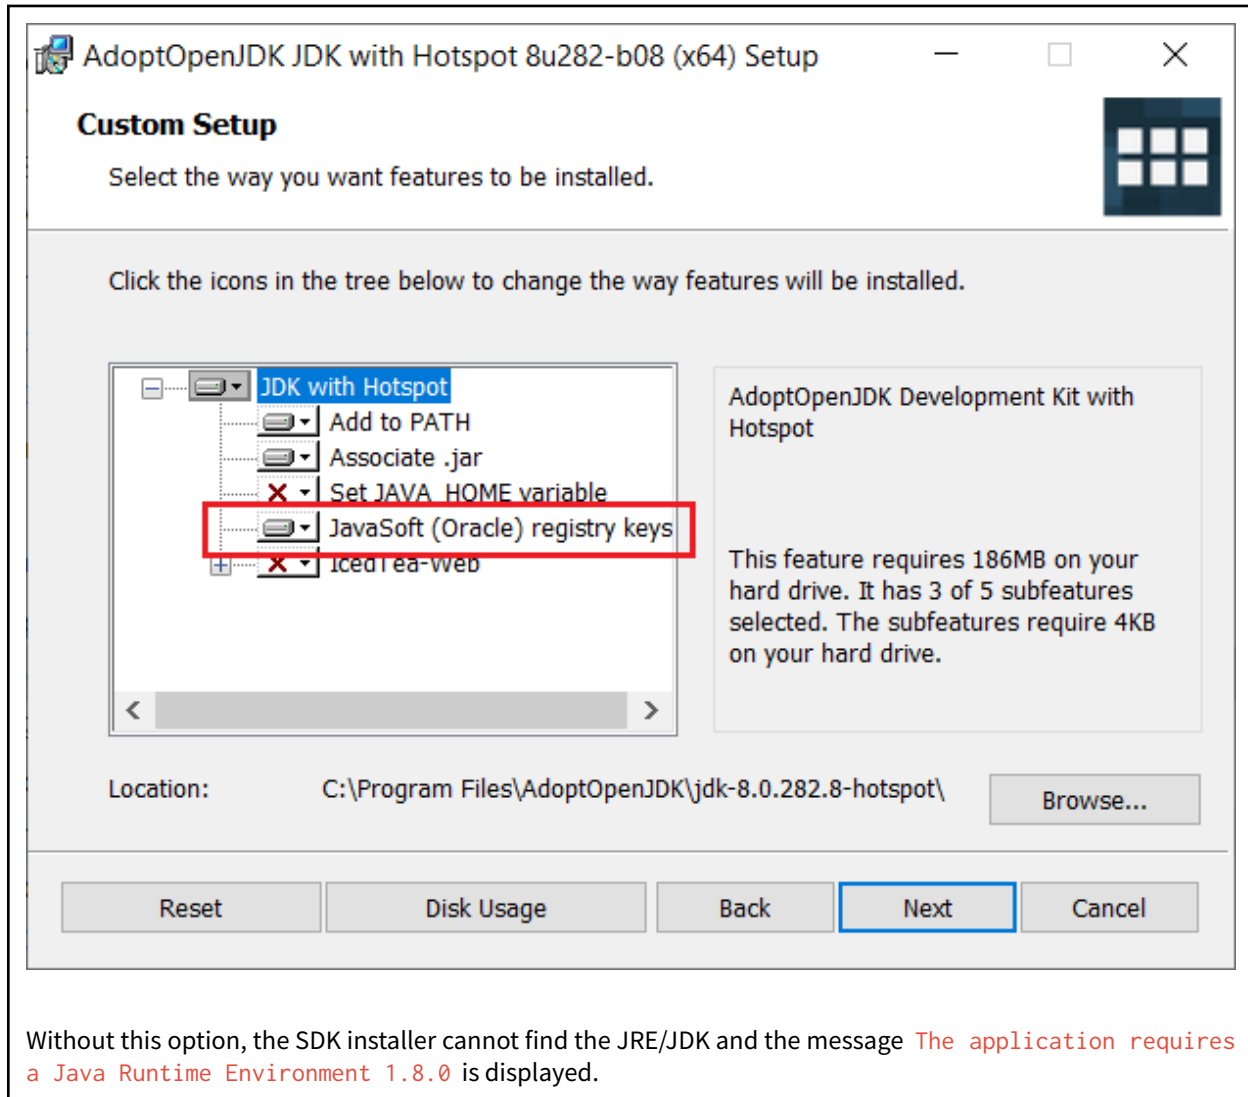 AdoptOpenJDK JDK with Hotspot 8u282-b08 (x64) Setup
Custom Setup
Select the way you want features to be installed.
Click the icons in the tree below to change the way features will be installed.
JDK with Hotspot
Add to PATH
Associate .jar
Set JAVA_HOME variable
JavaSoft (Oracle) registry keys
IcedTea-Web
AdoptOpenJDK Development Kit with
Hotspot
This feature requires 186MB on your
hard drive. It has 3 of 5 subfeatures
selected. The subfeatures require 4KB
on your hard drive.
Location: C:\Program Files\AdoptOpenJDK\jdk-8.0.282.8-hotspot\ Browse...
Reset Disk Usage Back Next Cancel
Without this option, the SDK installer cannot find the JRE/JDK and the message The application requires
a Java Runtime Environment 1.8.0 is displayed.